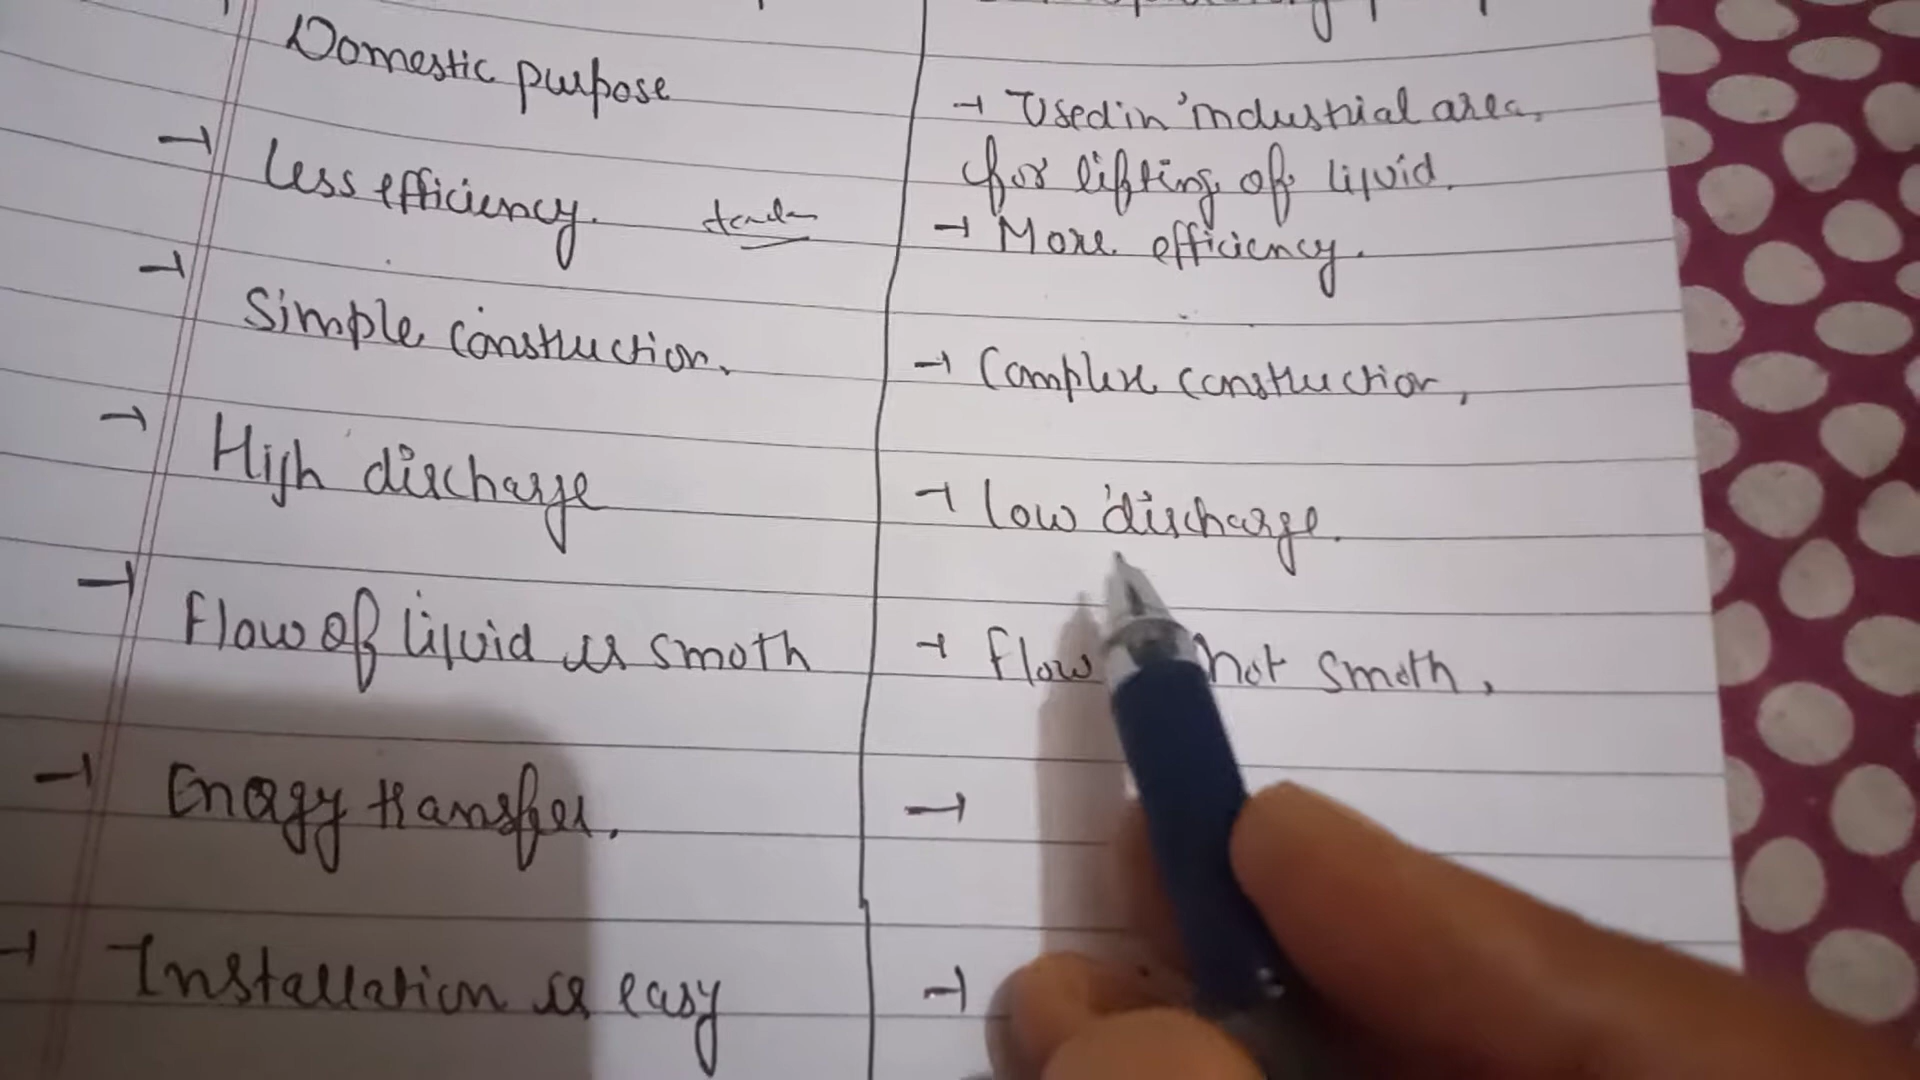 Domestic purpose
→ Less efficiency.
→ Simple construction.
→ High discharge
→ Flow of liquid is smoth
→ Energy transfer.
→ Installation is easy
→ Used in industrial area
for lifting of liquid.
→ More efficiency.
→ Complex construction,
→ Low discharge.
→ Flow not smoth,
→
→